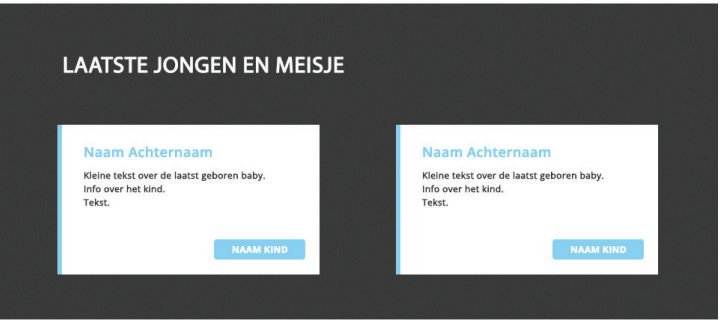 LAATSTE JONGEN EN MEISJE
Naam Achternaam
Kleine tekst over de laatst geboren baby.
Info over het kind.
Tekst.
NAAM KIND
Naam Achternaam
Kleine tekst over de laatst geboren baby.
Info over het kind.
Tekst.
NAAM KIND